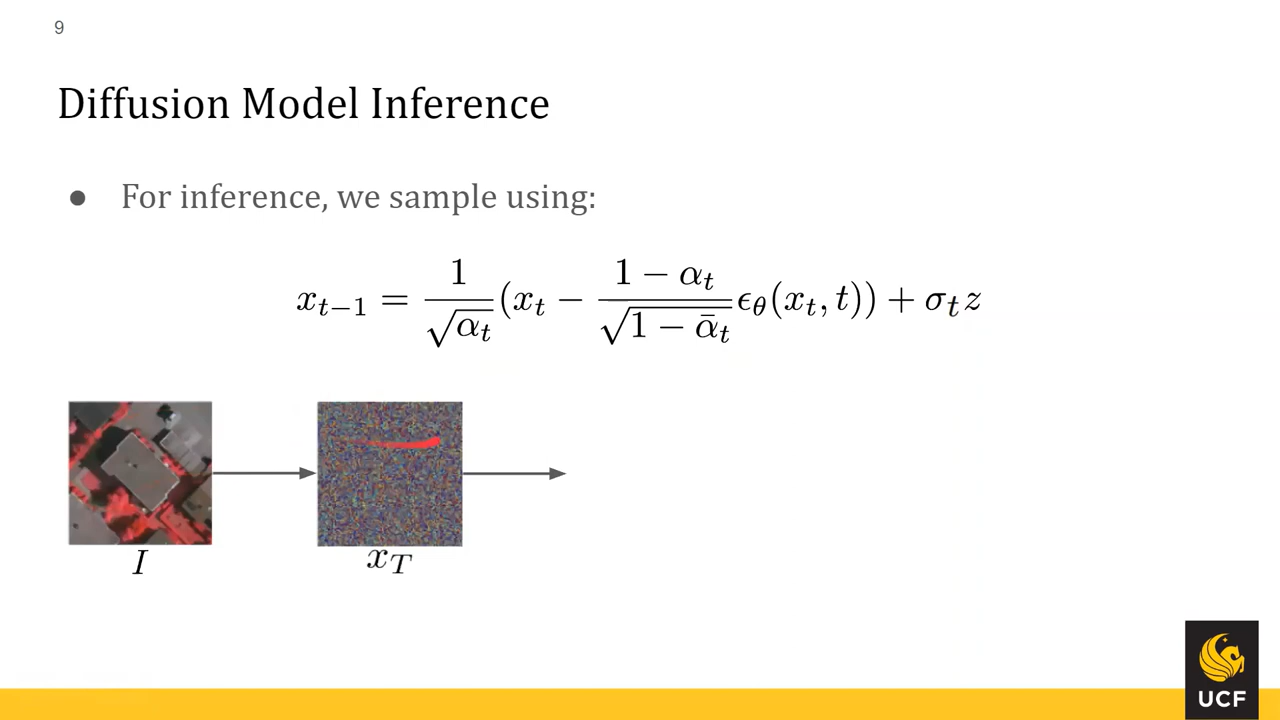 9
Diffusion Model Inference
● For inference, we sample using:
$x_{t-1} = \frac{1}{\sqrt{\alpha_t}}(x_t - \frac{1-\alpha_t}{\sqrt{1-\bar{\alpha}_t}}\epsilon_\theta(x_t, t)) + \sigma_t z$
$I$
$x_T$
UCF